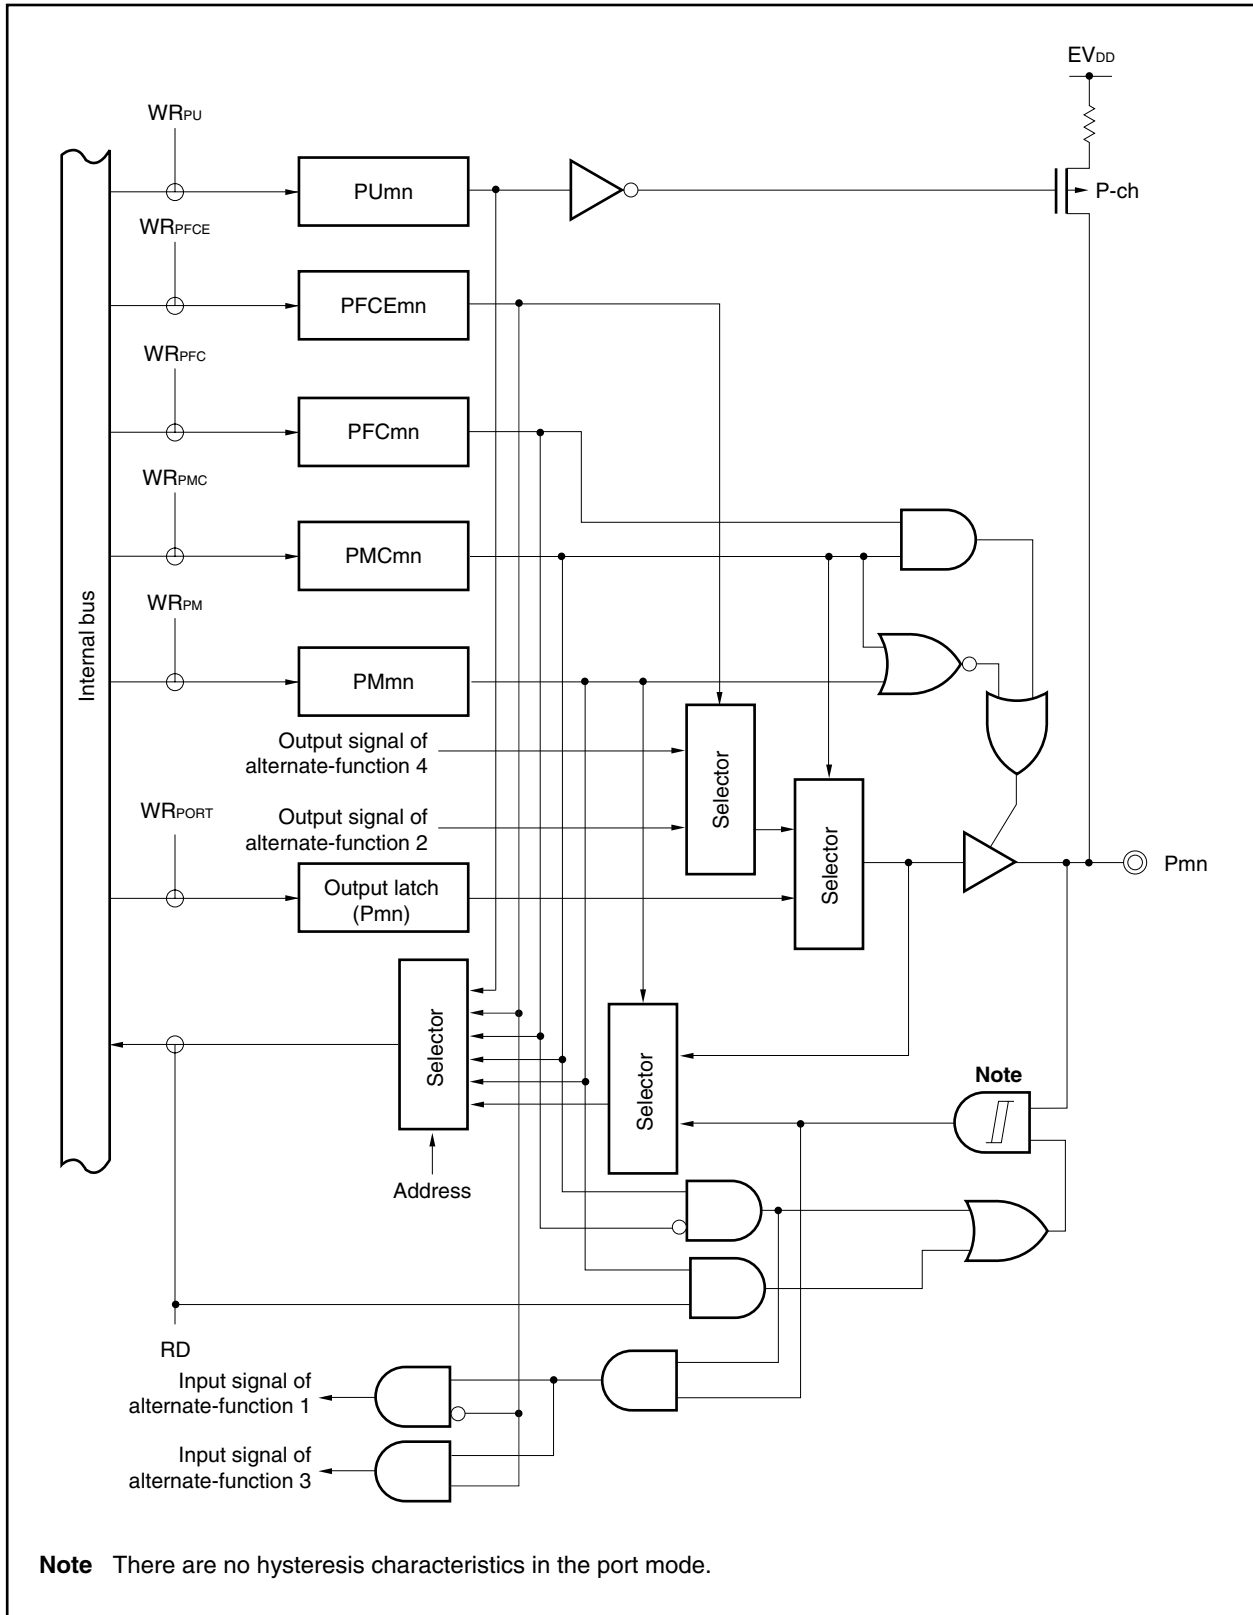 EVDD
WRPU
PUmn
P-ch
WRPFCE
PFCEmn
WRPFC
PFCmn
WRPMC
PMCmn
WRPM
Internal bus
PMmn
Output signal of
alternate-function 4
Selector
WRPORT
Output signal of
alternate-function 2
Selector
Pmn
Output latch
(Pmn)
Selector
Selector
Note
Address
RD
Input signal of
alternate-function 1
Input signal of
alternate-function 3
Note There are no hysteresis characteristics in the port mode.